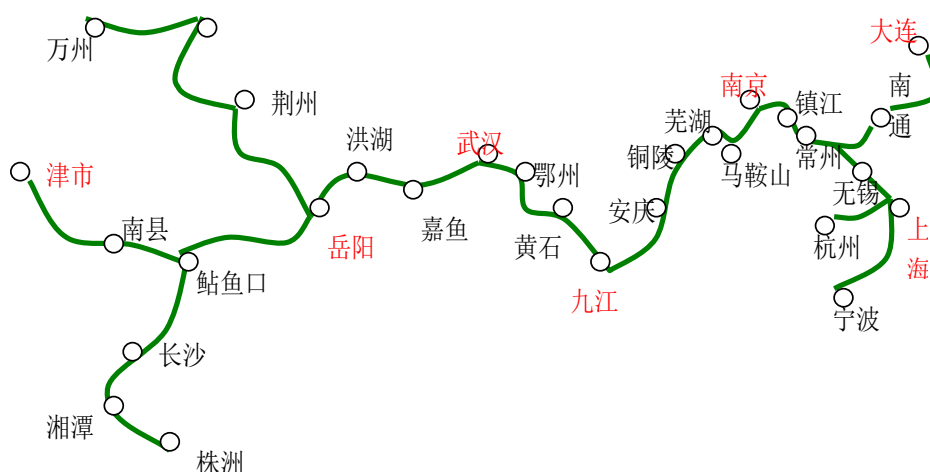 大连
万州
南京
南通
镇江
荆州
芜湖
洪湖
武汉
铜陵
常州
马鞍山
鄂州
津市
无锡
安庆
南县
嘉鱼
上海
岳阳
黄石
杭州
鲇鱼口
九江
宁波
长沙
湘潭
株洲